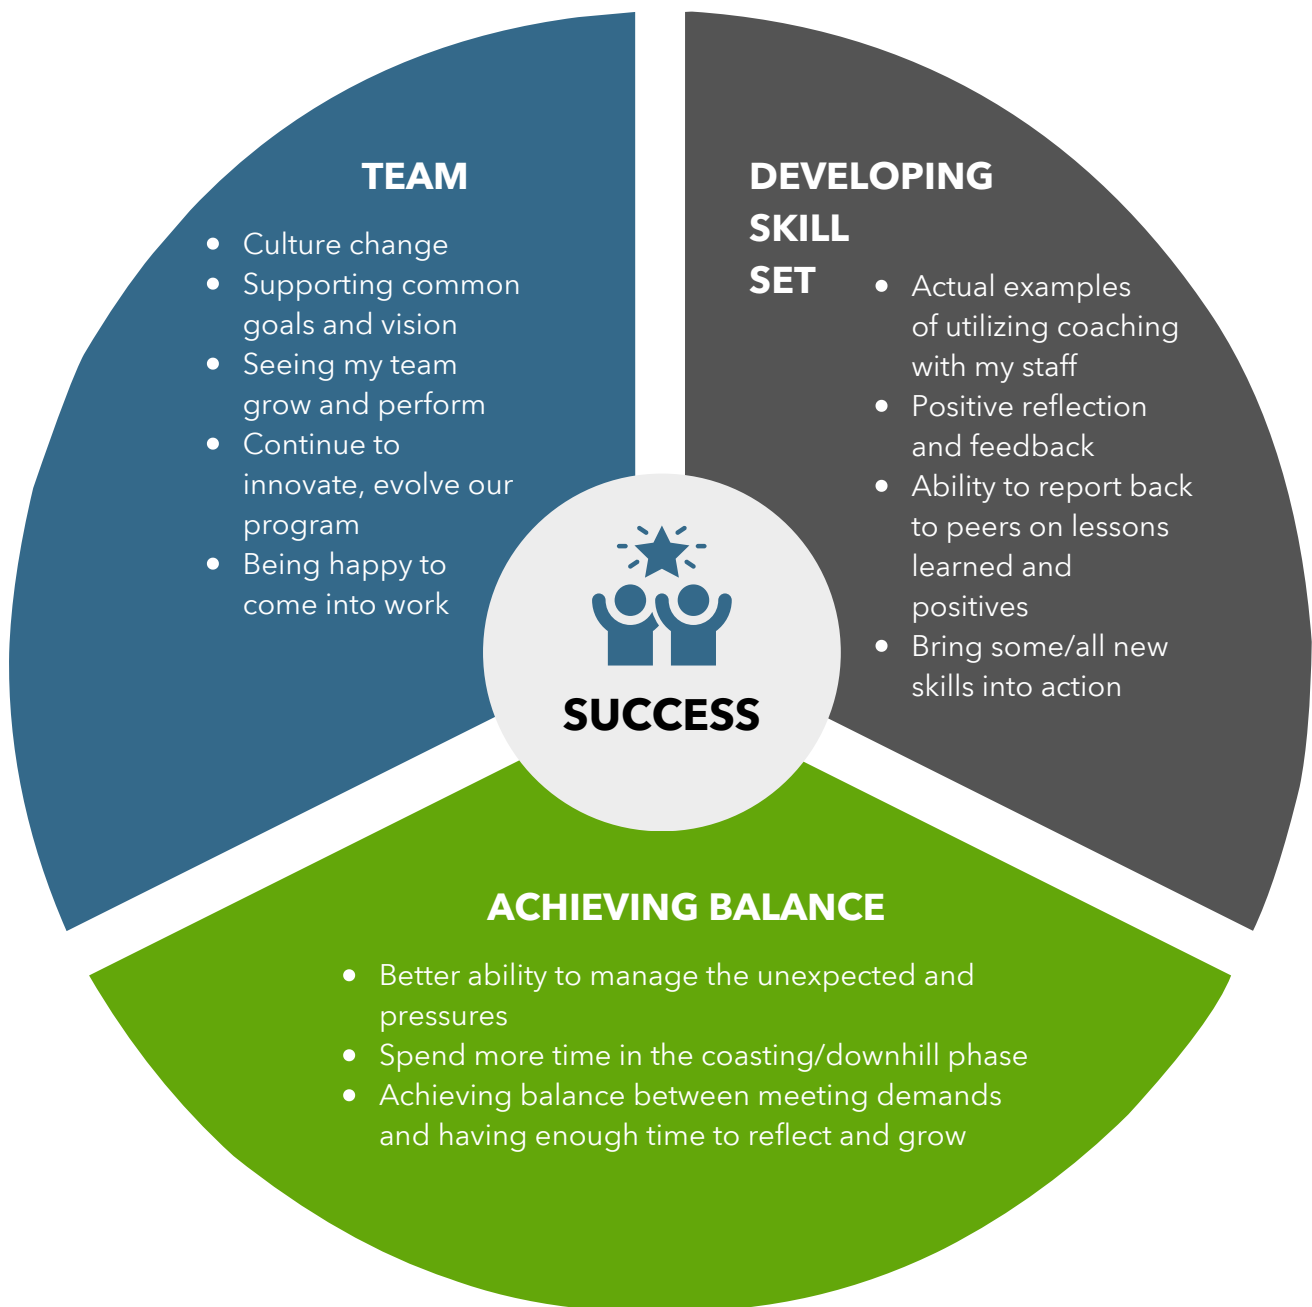 TEAM
• Culture change
• Supporting common
goals and vision
• Seeing my team
grow and perform
• Continue to
innovate, evolve our
program
• Being happy to
come into work
DEVELOPING
SKILL
SET
• Actual examples
of utilizing coaching
with my staff
• Positive reflection
and feedback
• Ability to report back
to peers on lessons
learned and
positives
• Bring some/all new
skills into action
SUCCESS
ACHIEVING BALANCE
• Better ability to manage the unexpected and
pressures
• Spend more time in the coasting/downhill phase
• Achieving balance between meeting demands
and having enough time to reflect and grow